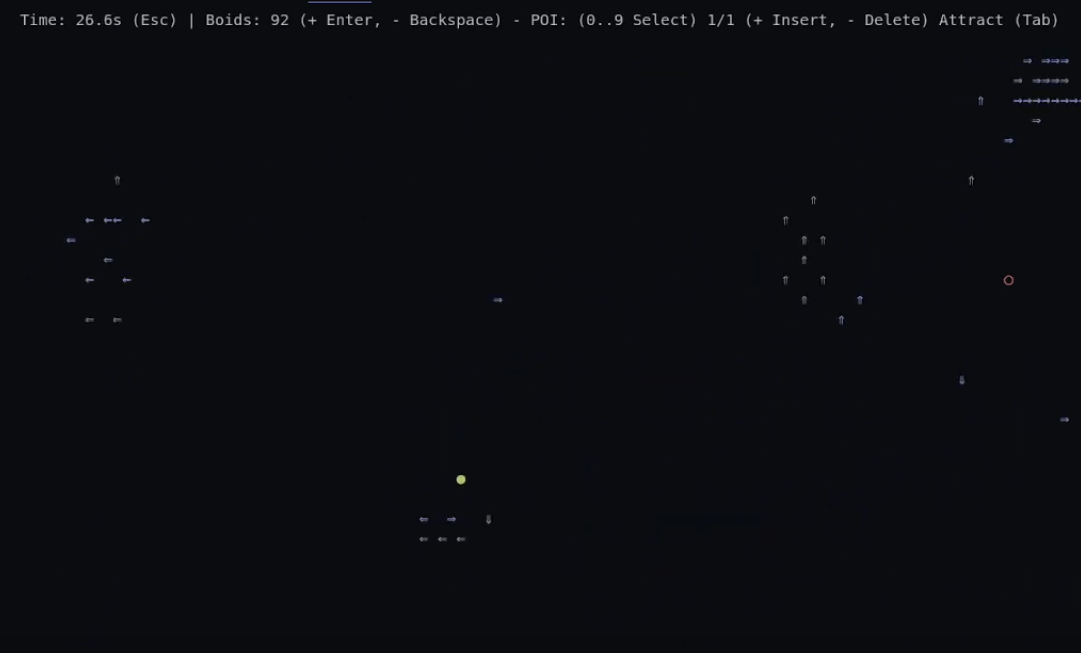 Time: 26.6s (Esc) | Boids: 92 (+ Enter, - Backspace) - POI: (0..9 Select) 1/1 (+ Insert, - Delete) Attract (Tab)